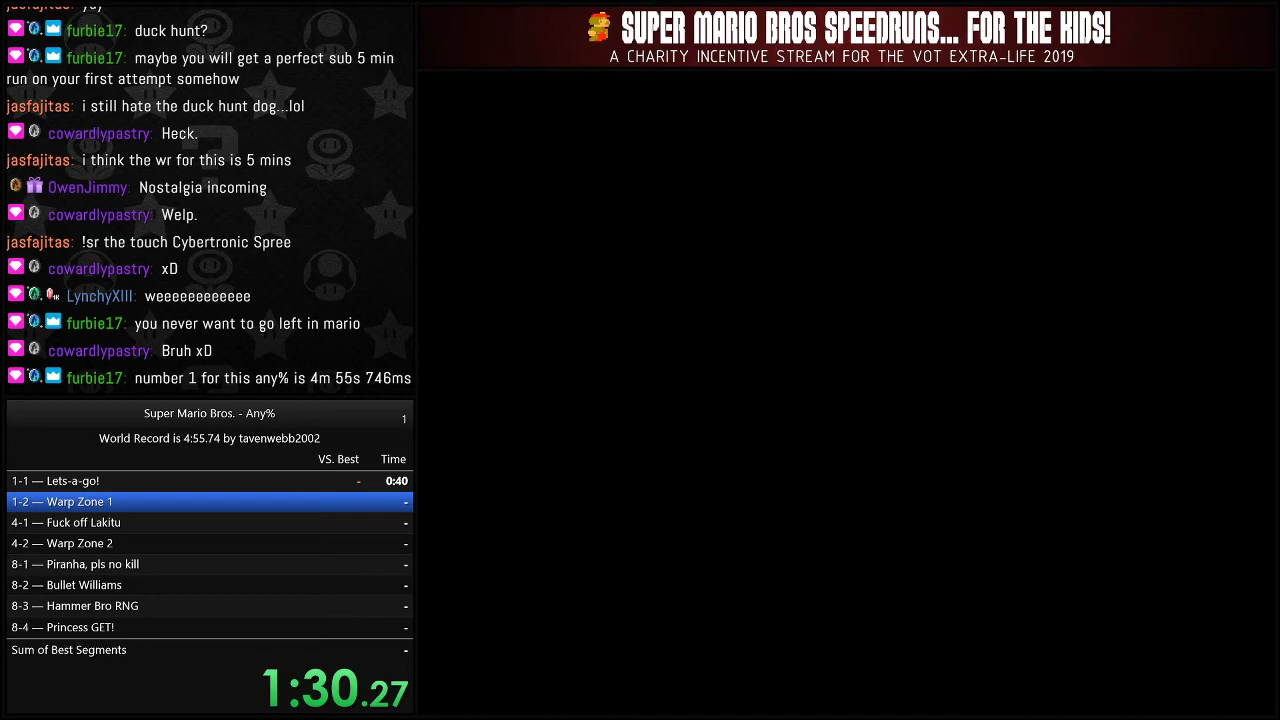 yay
furbie17: duck hunt?
furbie17: maybe you will get a perfect sub 5 min
run on your first attempt somehow
jasfajitas: i still hate the duck hunt dog...lol
cowardlypastry: Heck.
jasfajitas: i think the wr for this is 5 mins
OwenJimmy: Nostalgia incoming
cowardlypastry: Welp.
jasfajitas: !sr the touch Cybertronic Spree
cowardlypastry: xD
LynchyXIII: weeeeeeeeeeee
furbie17: you never want to go left in mario
cowardlypastry: Bruh xD
furbie17: number 1 for this any% is 4m 55s 746ms
Super Mario Bros. - Any%
1
World Record is 4:55.74 by tavenwebb2002
VS. Best Time
1-1 — Lets-a-go! - 0:40
1-2 — Warp Zone 1 -
4-1 — Fuck off Lakitu -
4-2 — Warp Zone 2 -
8-1 — Piranha, pls no kill -
8-2 — Bullet Williams -
8-3 — Hammer Bro RNG -
8-4 — Princess GET! -
Sum of Best Segments -
1:30.27
SUPER MARIO BROS SPEEDRUNS... FOR THE KIDS!
A CHARITY INCENTIVE STREAM FOR THE VOT EXTRA-LIFE 2019